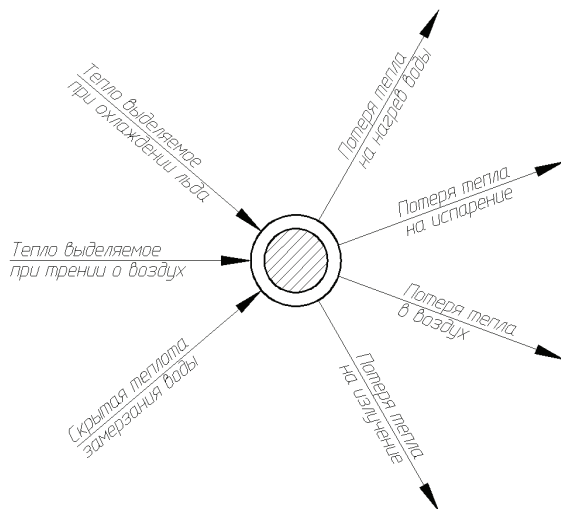 Тепло выделяемое
при охлаждении льда
Тепло выделяемое
при трении о воздух
Скрытая теплота
замерзания воды
Потеря тепла
на нагрев воды
Потеря тепла
на испарение
Потеря тепла
в воздух
Потеря тепла
на излучение